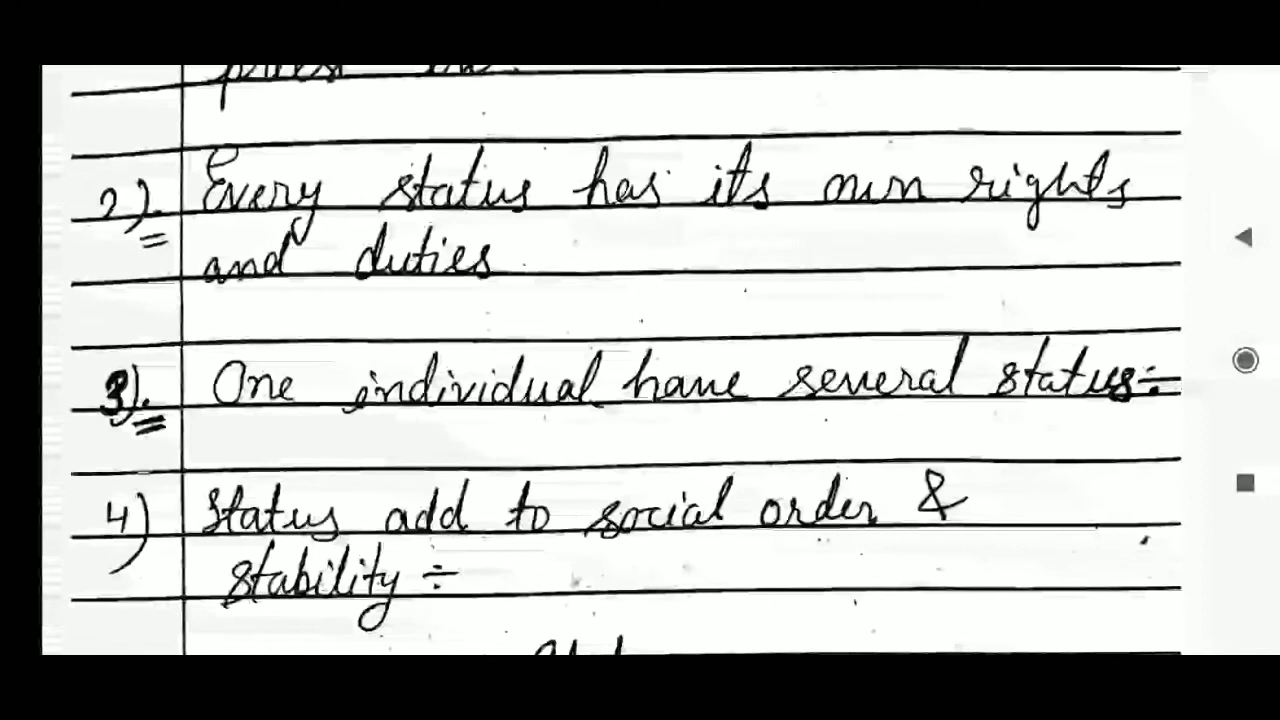 2). Every status has its own rights
and duties
3). One individual have several status:-
4) Status add to social order &
stability ÷